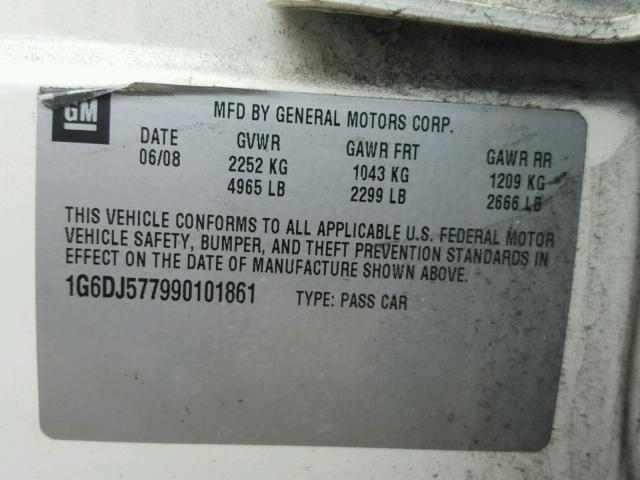 GM
MFD BY GENERAL MOTORS CORP.
DATE GVWR GAWR FRT GAWR RR
06/08 2252 KG 1043 KG 1209 KG
4965 LB 2299 LB 2666 LB
THIS VEHICLE CONFORMS TO ALL APPLICABLE U.S. FEDERAL MOTOR
VEHICLE SAFETY, BUMPER, AND THEFT PREVENTION STANDARDS IN
EFFECT ON THE DATE OF MANUFACTURE SHOWN ABOVE.
1G6DJ577990101861 TYPE: PASS CAR